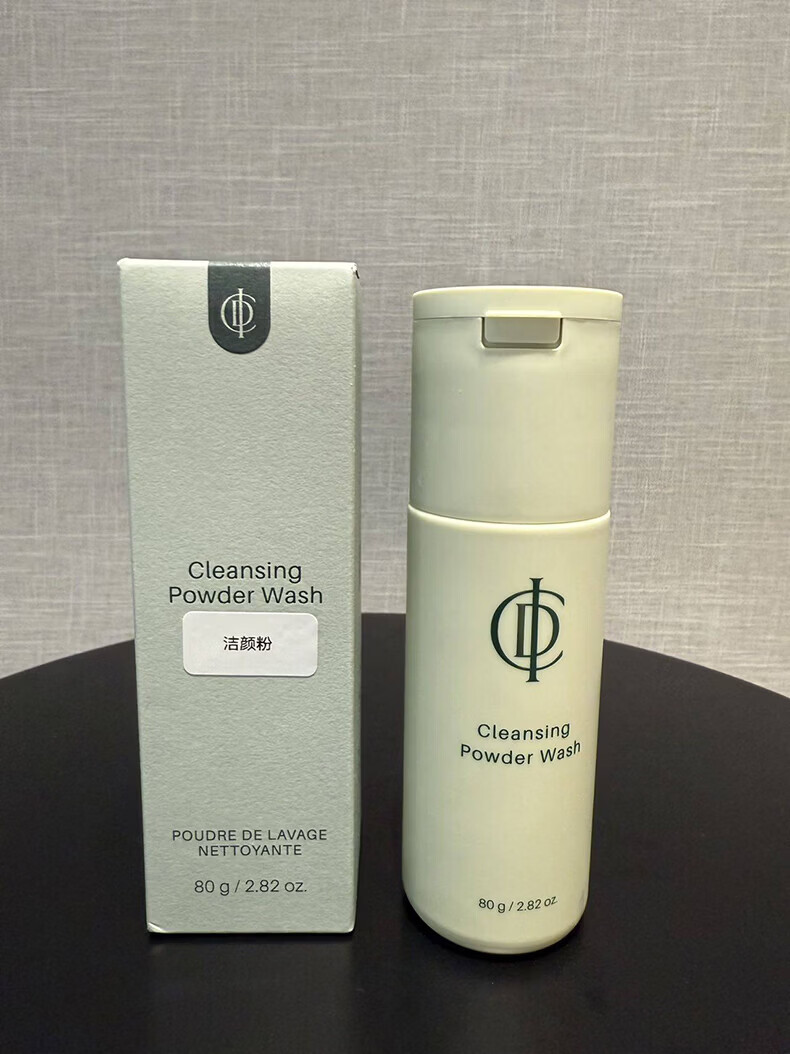 Cleansing
Powder Wash
洁颜粉
POUDRE DE LAVAGE
NETTOYANTE
80 g / 2.82 oz.
Cleansing
Powder Wash
80 g / 2.82 oz.